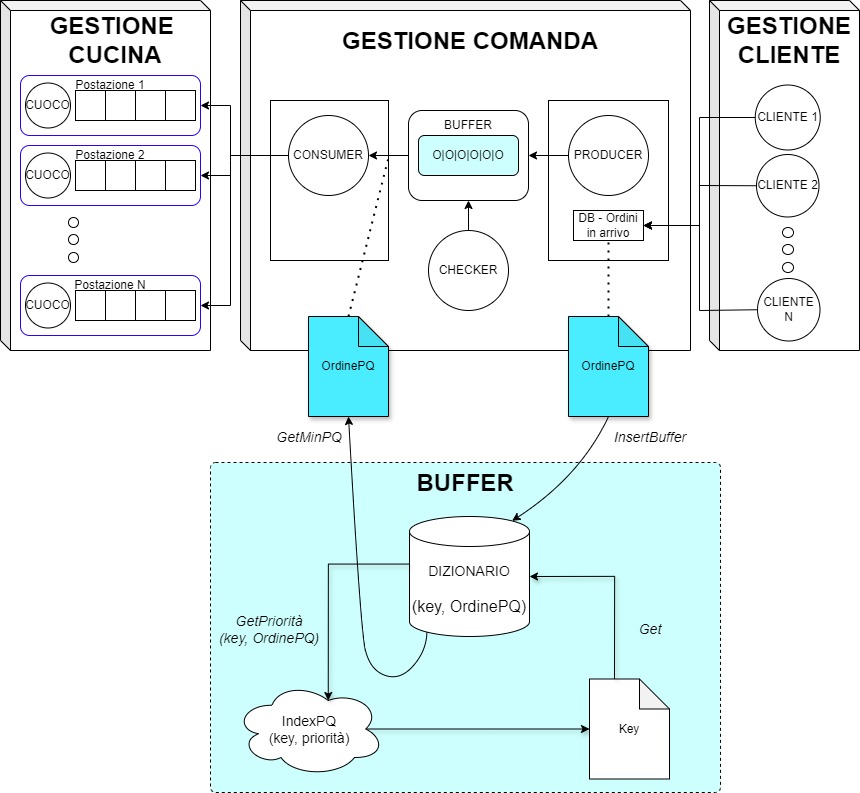 GESTIONE
CUCINA
Postazione 1
CUOCO
Postazione 2
CUOCO
Postazione N
CUOCO
GESTIONE COMANDA
CONSUMER
BUFFER
O|O|O|O|O|O
CHECKER
PRODUCER
DB - Ordini
in arrivo
GESTIONE
CLIENTE
CLIENTE 1
CLIENTE 2
CLIENTE
N
OrdinePQ
OrdinePQ
GetMinPQ
InsertBuffer
BUFFER
DIZIONARIO
(key, OrdinePQ)
GetPriorità
(key, OrdinePQ)
Get
IndexPQ
(key, priorità)
Key